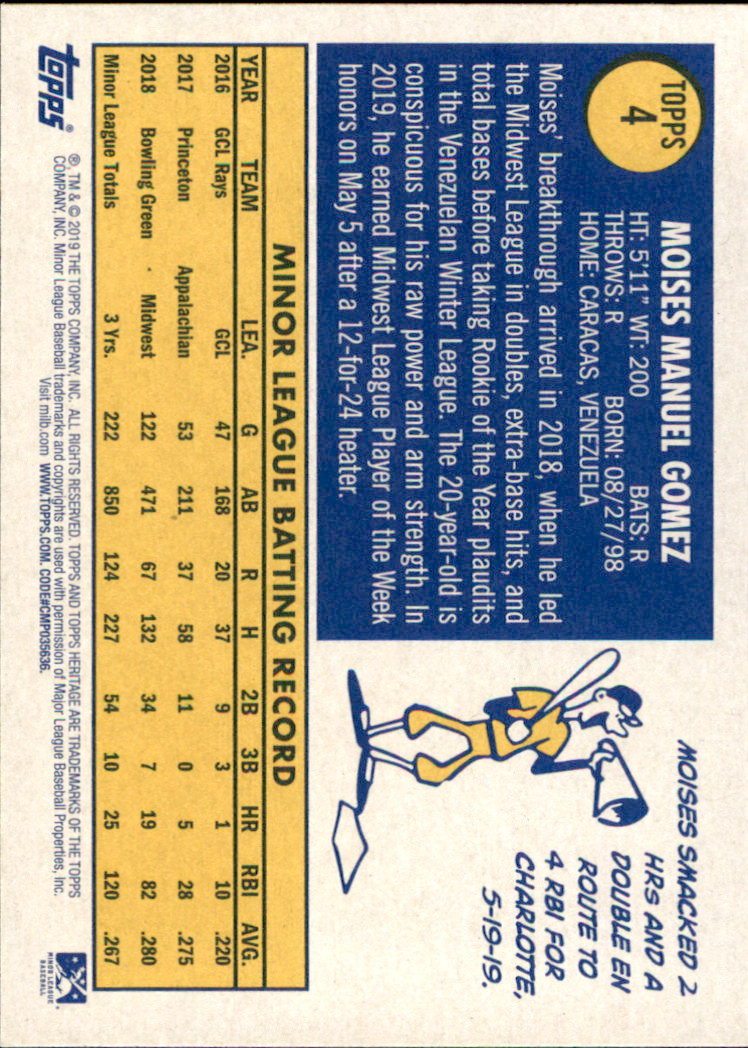 TOPPS
4
MOISES MANUEL GOMEZ
HT: 5'11" WT: 200 BATS: R
THROWS: R BORN: 08/27/98
HOME: CARACAS, VENEZUELA
Moises' breakthrough arrived in 2018, when he led
the Midwest League in doubles, extra-base hits, and
total bases before taking Rookie of the Year plaudits
in the Venezuelan Winter League. The 20-year-old is
conspicuous for his raw power and arm strength. In
2019, he earned Midwest League Player of the Week
honors on May 5 after a 12-for-24 heater.
MOISES SMACKED 2
HRS AND A
DOUBLE EN
ROUTE TO
4 RBI FOR
CHARLOTTE,
5-19-19.
MINOR LEAGUE BATTING RECORD
YEAR TEAM LEA. G AB R H 2B 3B HR RBI AVG.
2016 GCL Rays GCL 47 168 20 37 9 3 1 10 .220
2017 Princeton Appalachian 53 211 37 58 11 0 5 28 .275
2018 Bowling Green Midwest 122 471 67 132 34 7 19 82 .280
Minor League Totals 3 Yrs. 222 850 124 227 54 10 25 120 .267
topps®
®, TM & © 2019 THE TOPPS COMPANY, INC. ALL RIGHTS RESERVED. TOPPS AND TOPPS HERITAGE ARE TRADEMARKS OF THE TOPPS
COMPANY, INC. Minor League Baseball trademarks and copyrights are used with permission of Major League Baseball Properties, Inc.
Visit milb.com WWW.TOPPS.COM. CODE#CMP035636.
MINOR LEAGUE
BASEBALL